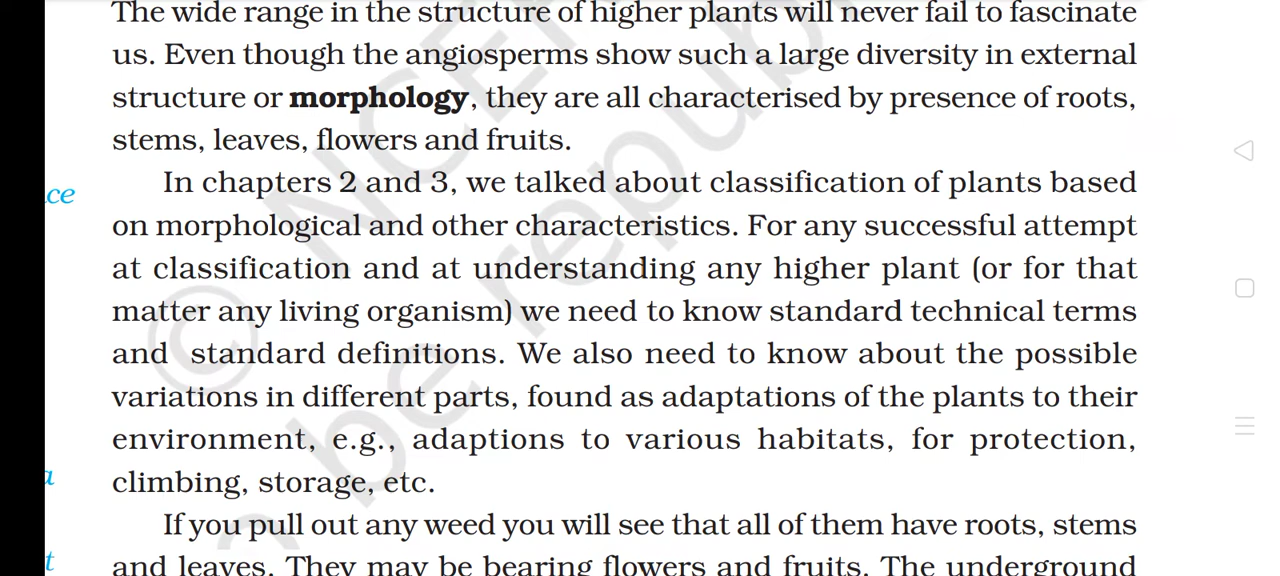 The wide range in the structure of higher plants will never fail to fascinate
us. Even though the angiosperms show such a large diversity in external
structure or morphology, they are all characterised by presence of roots,
stems, leaves, flowers and fruits.
In chapters 2 and 3, we talked about classification of plants based
on morphological and other characteristics. For any successful attempt
at classification and at understanding any higher plant (or for that
matter any living organism) we need to know standard technical terms
and standard definitions. We also need to know about the possible
variations in different parts, found as adaptations of the plants to their
environment, e.g., adaptions to various habitats, for protection,
climbing, storage, etc.
If you pull out any weed you will see that all of them have roots, stems
and leaves. They may be bearing flowers and fruits. The underground
ce
a
t
© NCE
be repub